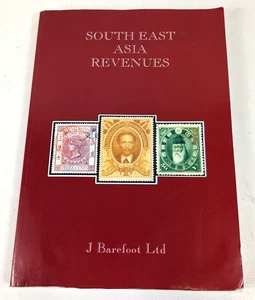 SOUTH EAST
ASIA
REVENUES
J Barefoot Ltd